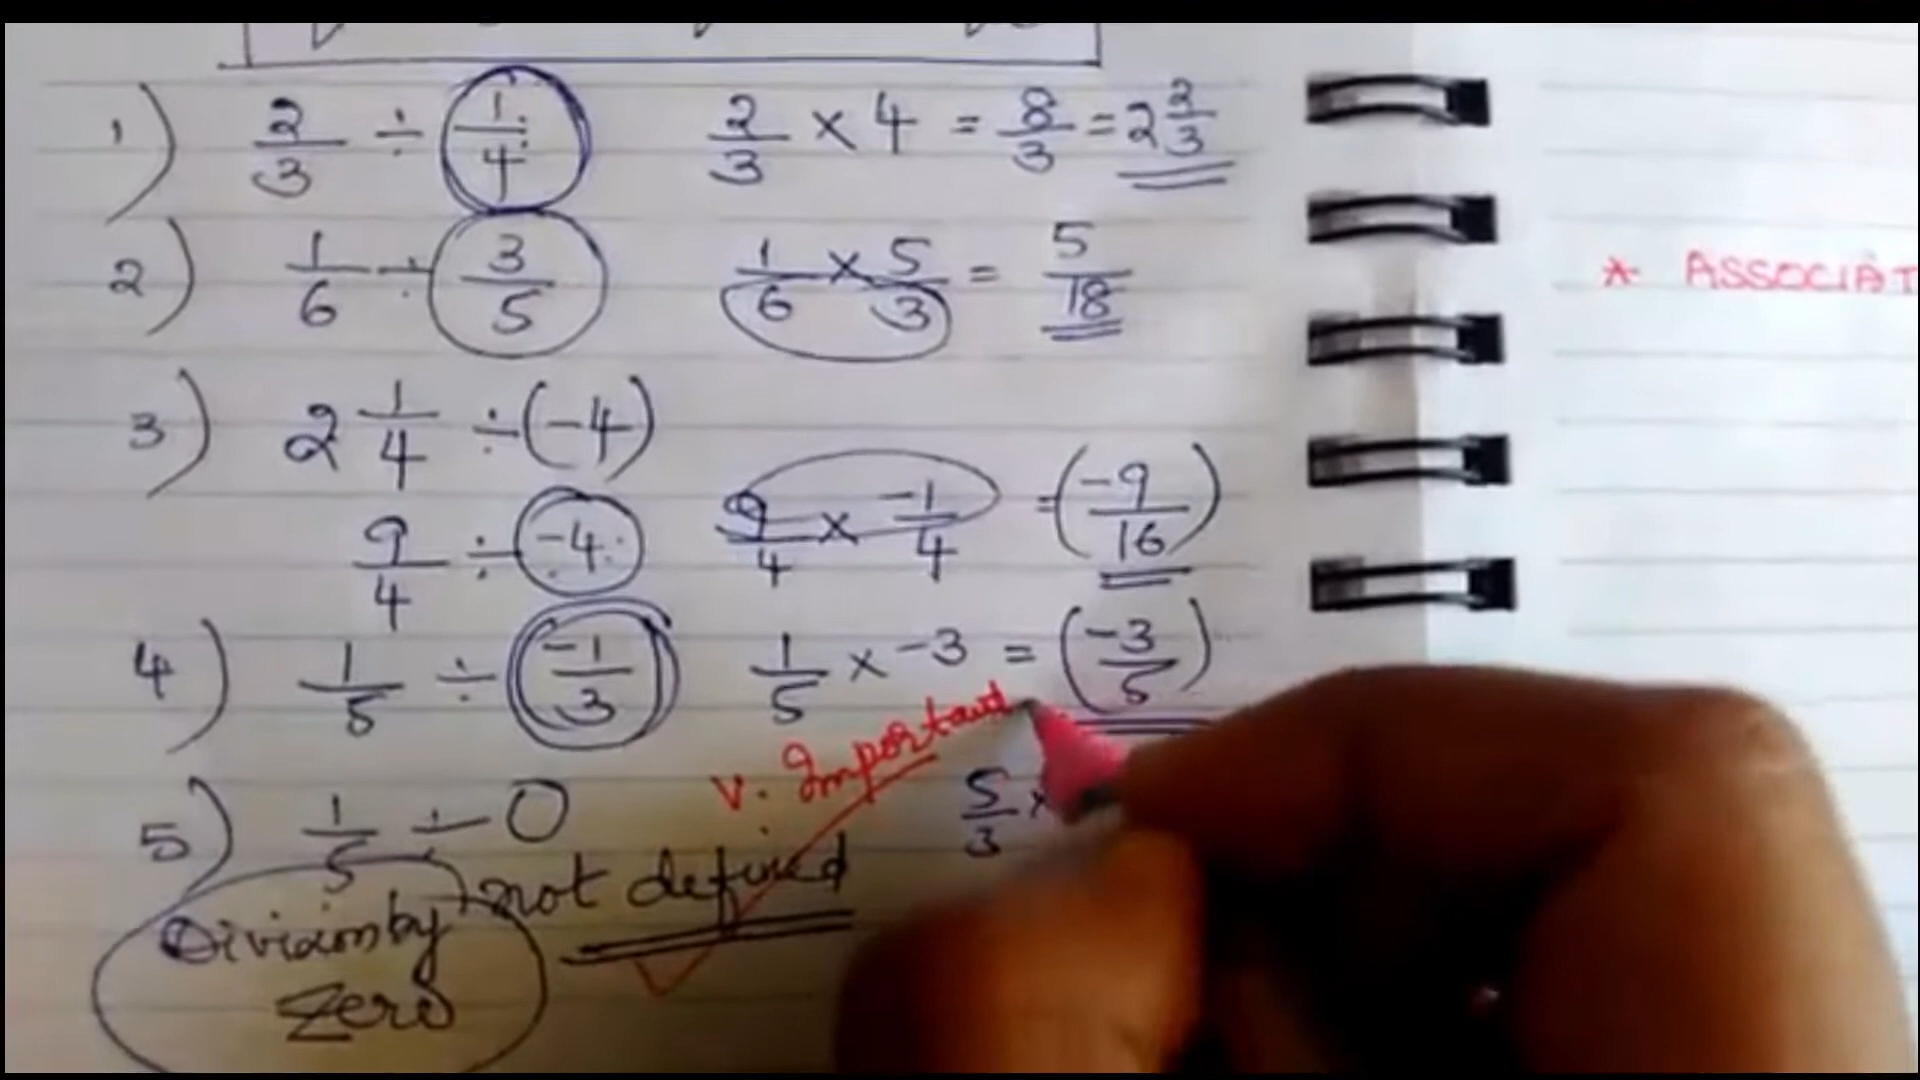 1) 2/3 ÷ 1/4 2/3 × 4 = 8/3 = 2 2/3
2) 1/6 ÷ 3/5 1/6 × 5/3 = 5/18
* ASSOCIAT
3) 2 1/4 ÷ (-4)
9/4 ÷ -4 9/4 × -1/4 = (-9/16)
4) 1/5 ÷ -1/3 1/5 × -3 = (-3/5)
V. Important
5) 1/5 ÷ 0 5/3 ×
not defined
Division by
Zero